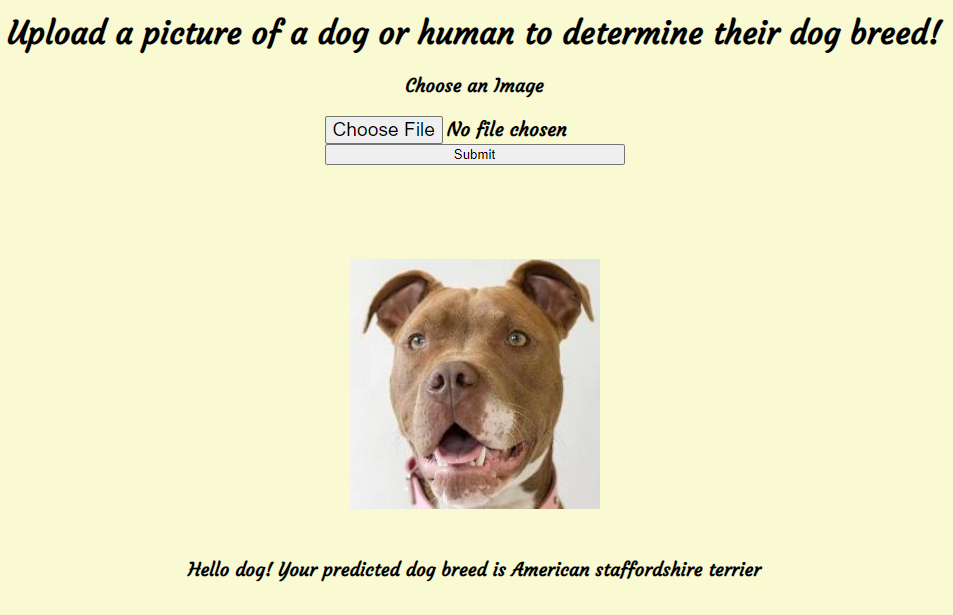 Upload a picture of a dog or human to determine their dog breed!
Choose an Image
Choose File No file chosen
Submit
Hello dog! Your predicted dog breed is American staffordshire terrier